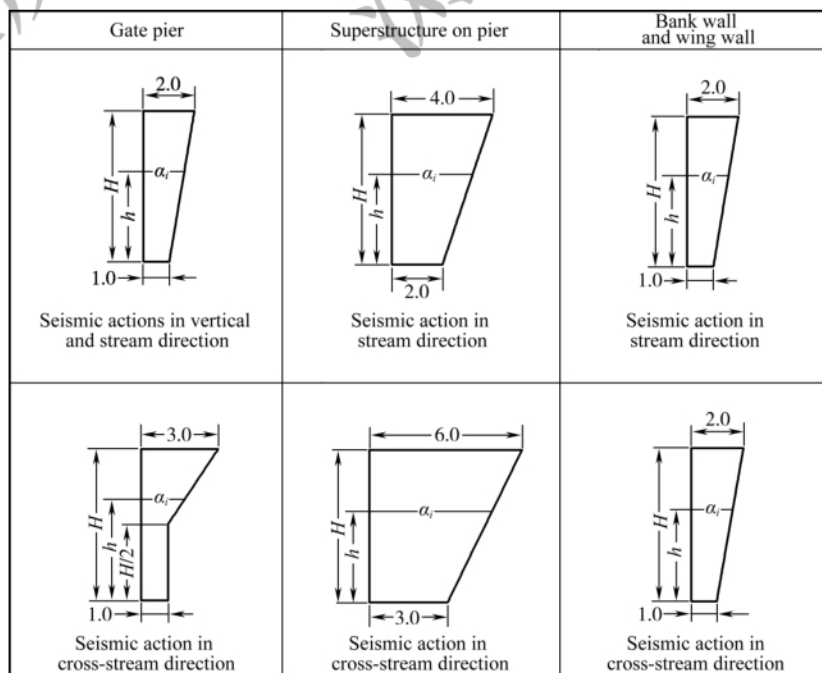 Gate pier
Superstructure on pier
Bank wall
and wing wall
2.0
H
h
αi
1.0
Seismic actions in vertical
and stream direction
4.0
H
h
αi
2.0
Seismic action in
stream direction
2.0
H
h
αi
1.0
Seismic action in
stream direction
3.0
H
h
H/2
αi
1.0
Seismic action in
cross-stream direction
6.0
H
h
αi
3.0
Seismic action in
cross-stream direction
2.0
H
h
αi
1.0
Seismic action in
cross-stream direction